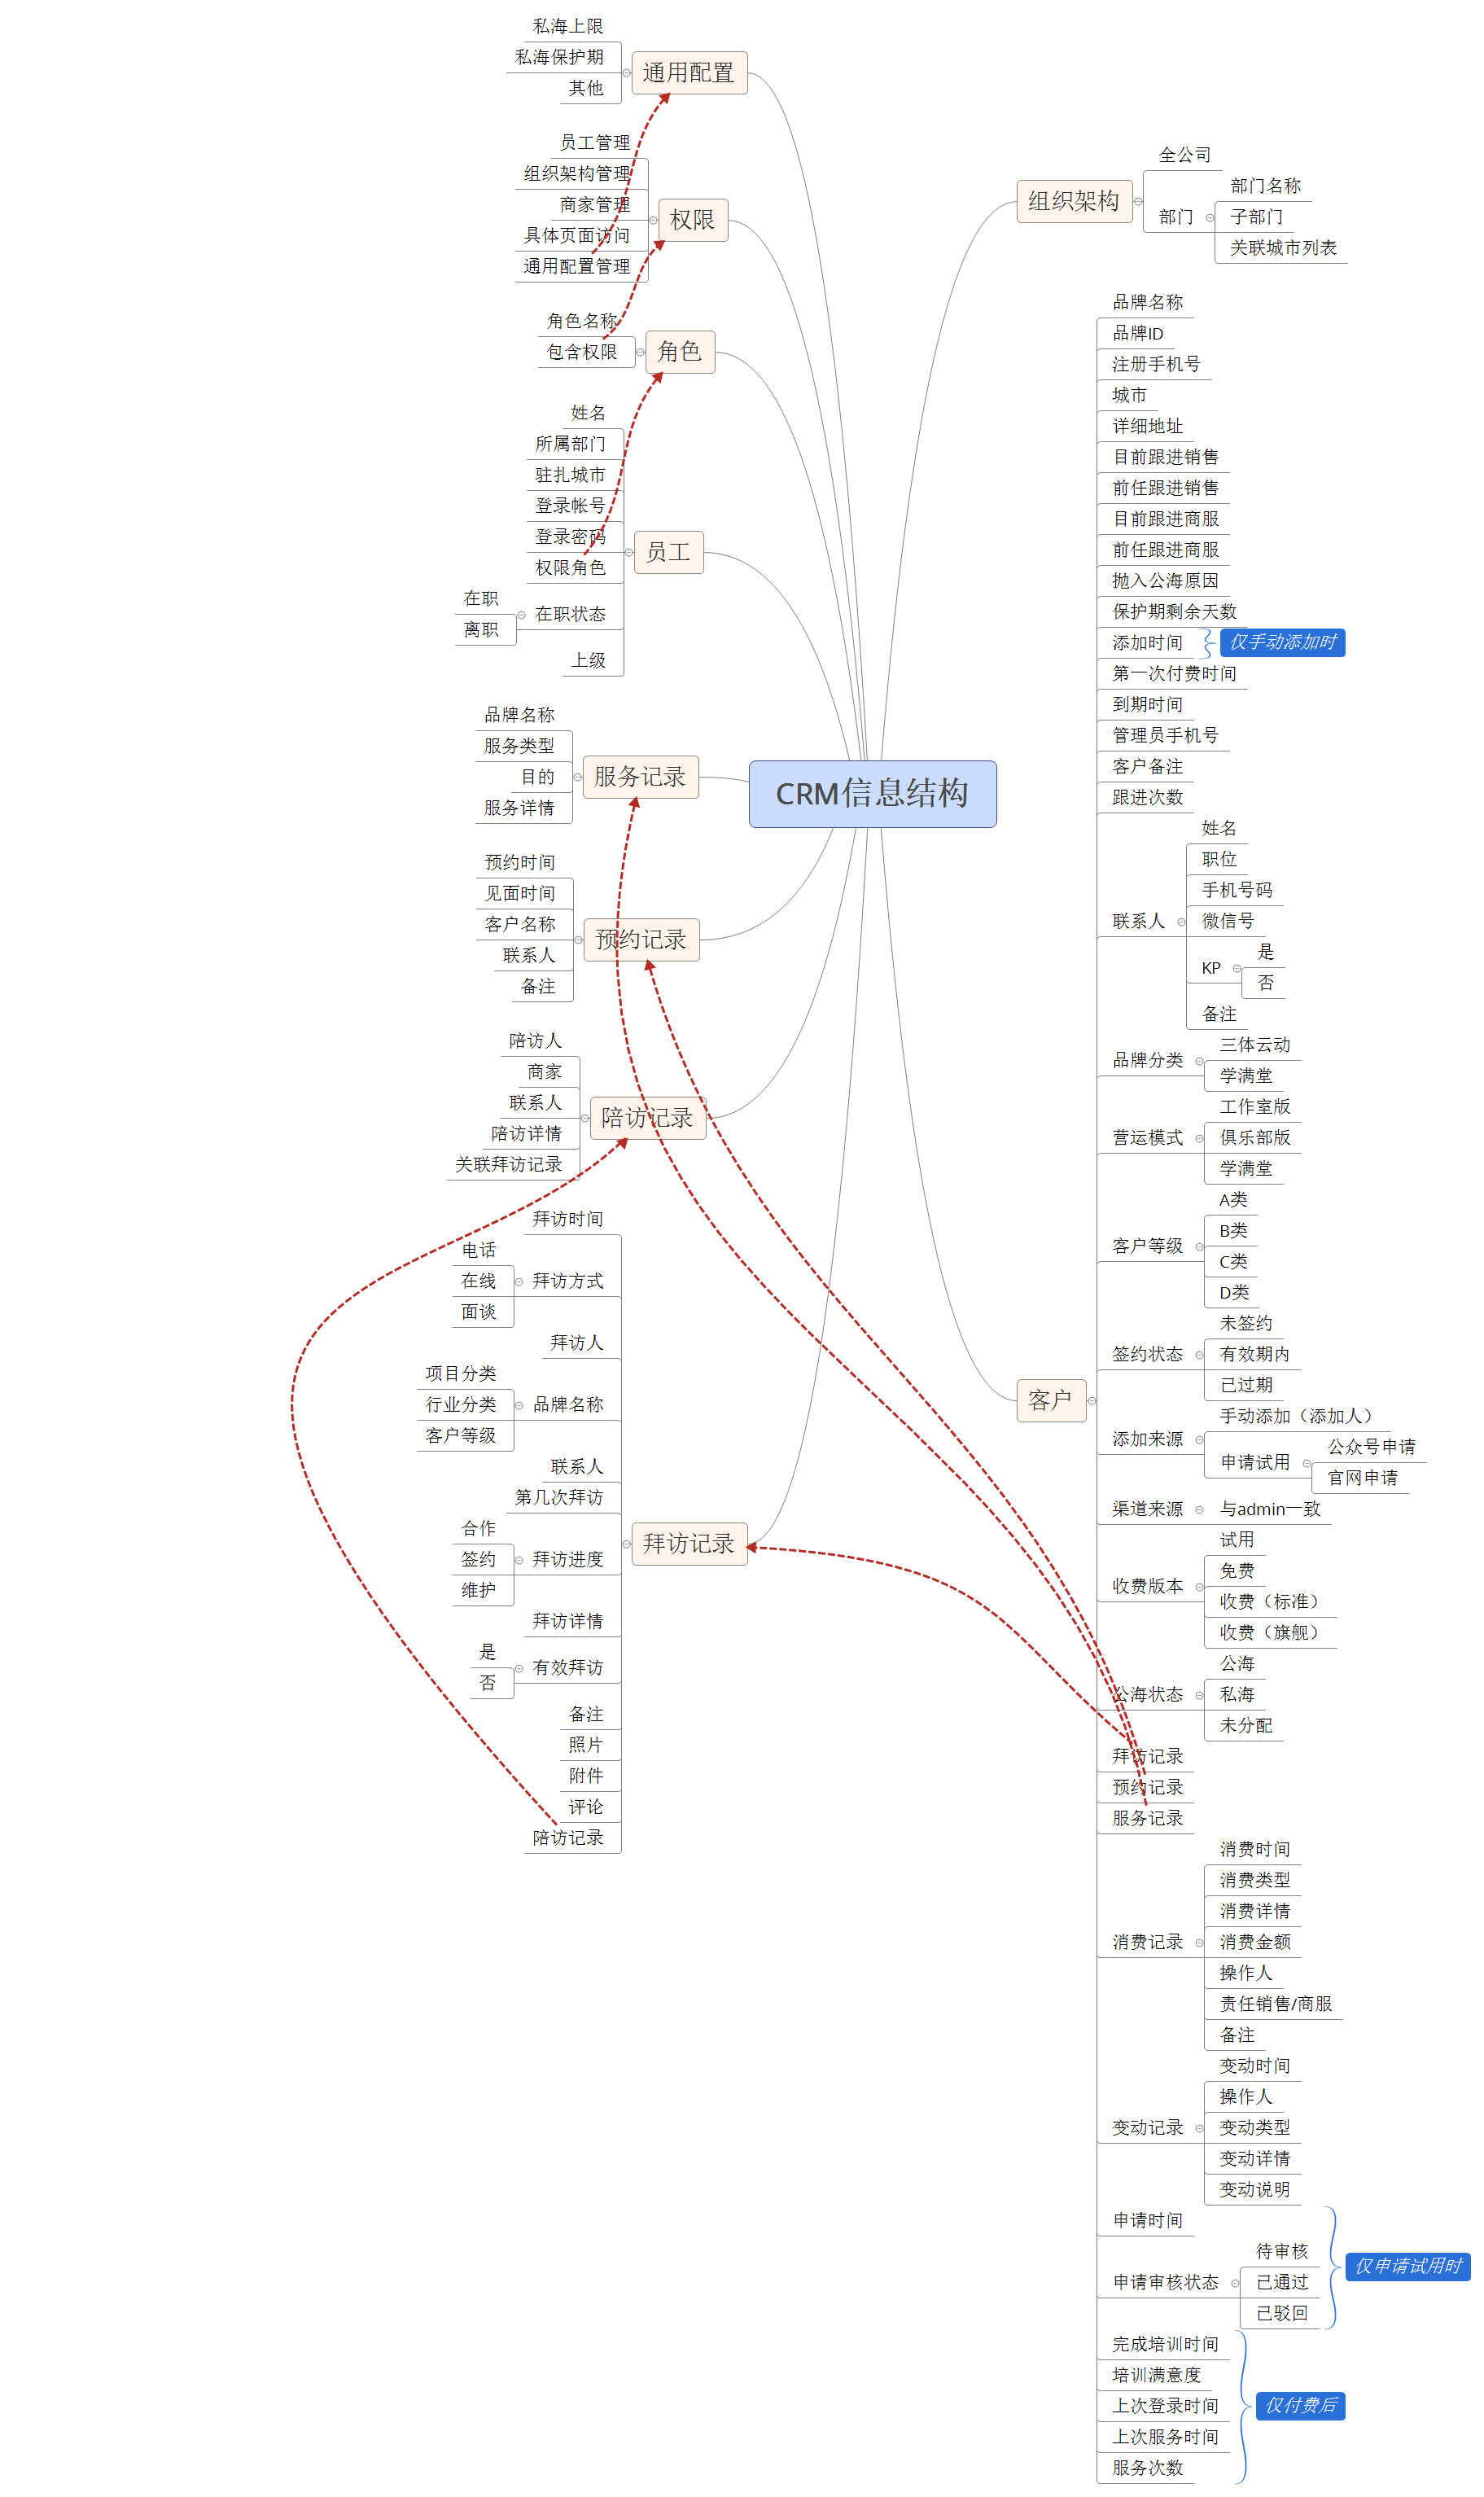 CRM信息结构
通用配置
私海上限
私海保护期
其他
权限
员工管理
组织架构管理
商家管理
具体页面访问
通用配置管理
角色
角色名称
包含权限
员工
姓名
所属部门
驻扎城市
登录帐号
登录密码
权限角色
在职状态
在职
离职
上级
服务记录
品牌名称
服务类型
目的
服务详情
预约记录
预约时间
见面时间
客户名称
联系人
备注
陪访记录
陪访人
商家
联系人
陪访详情
关联拜访记录
拜访记录
拜访时间
拜访方式
电话
在线
面谈
拜访人
品牌名称
项目分类
行业分类
客户等级
联系人
第几次拜访
拜访进度
合作
签约
维护
拜访详情
有效拜访
是
否
备注
照片
附件
评论
陪访记录
组织架构
全公司
部门
部门名称
子部门
关联城市列表
客户
品牌名称
品牌ID
注册手机号
城市
详细地址
目前跟进销售
前任跟进销售
目前跟进商服
前任跟进商服
抛入公海原因
保护期剩余天数
添加时间
仅手动添加时
第一次付费时间
到期时间
管理员手机号
客户备注
跟进次数
联系人
姓名
职位
手机号码
微信号
KP
是
否
备注
品牌分类
三体云动
学满堂
营运模式
工作室版
俱乐部版
学满堂
客户等级
A类
B类
C类
D类
签约状态
未签约
有效期内
已过期
添加来源
手动添加（添加人）
申请试用
公众号申请
官网申请
渠道来源
与admin一致
收费版本
试用
免费
收费（标准）
收费（旗舰）
公海状态
公海
私海
未分配
拜访记录
预约记录
服务记录
消费记录
消费时间
消费类型
消费详情
消费金额
操作人
责任销售/商服
备注
变动记录
变动时间
操作人
变动类型
变动详情
变动说明
申请时间
申请审核状态
待审核
已通过
已驳回
仅申请试用时
完成培训时间
培训满意度
上次登录时间
上次服务时间
服务次数
仅付费后